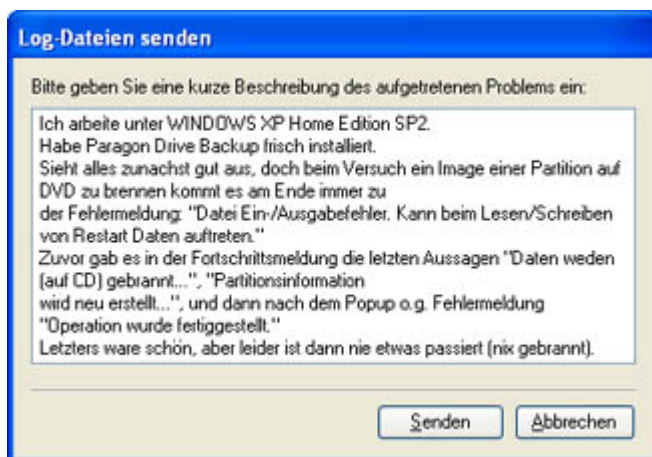 Log-Dateien senden
Bitte geben Sie eine kurze Beschreibung des aufgetretenen Problems ein:
Ich arbeite unter WINDOWS XP Home Edition SP2.
Habe Paragon Drive Backup frisch installiert.
Sieht alles zunachst gut aus, doch beim Versuch ein Image einer Partition auf
DVD zu brennen kommt es am Ende immer zu
der Fehlermeldung: "Datei Ein-/Ausgabefehler. Kann beim Lesen/Schreiben
von Restart Daten auftreten."
Zuvor gab es in der Fortschrittsmeldung die letzten Aussagen "Daten weden
(auf CD) gebrannt...", "Partitionsinformation
wird neu erstellt...", und dann nach dem Popup o.g. Fehlermeldung
"Operation wurde fertiggestellt."
Letzters ware schön, aber leider ist dann nie etwas passiert (nix gebrannt).
Senden
Abbrechen